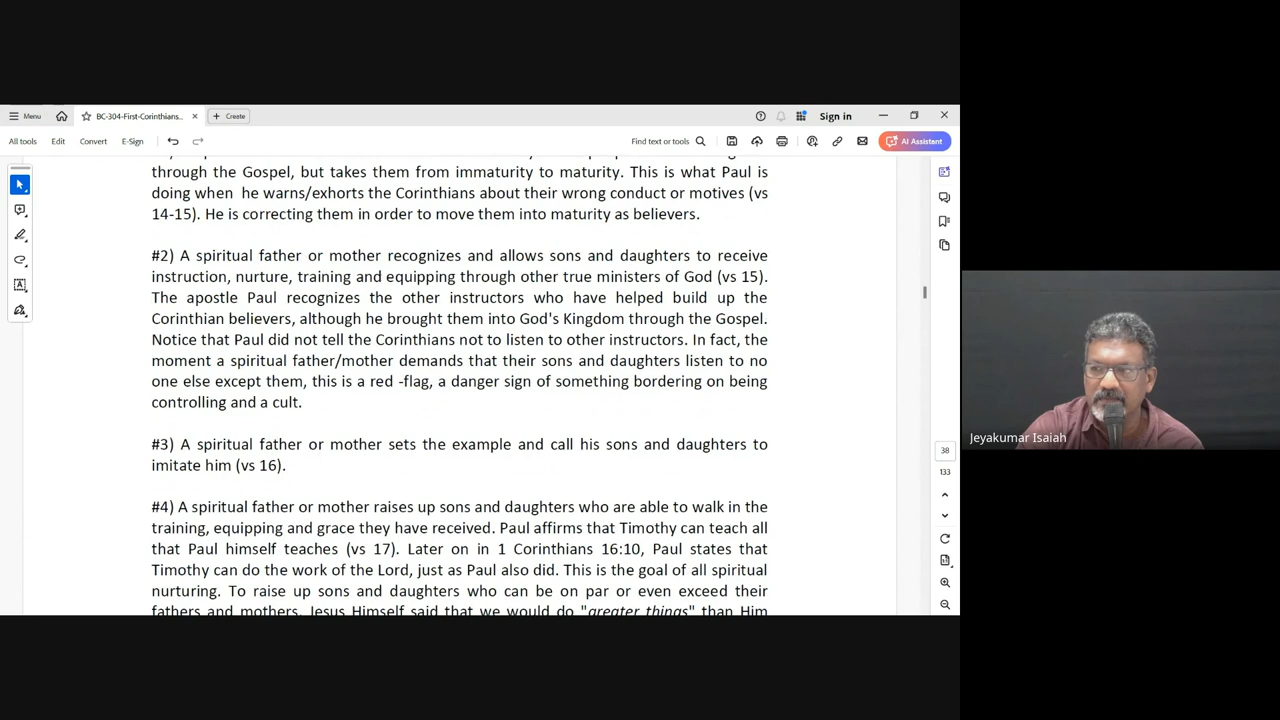 Menu
BC-304-First-Corinthians...
Create
Sign in
All tools
Edit
Convert
E-Sign
Find text or tools
AI Assistant
through the Gospel, but takes them from immaturity to maturity. This is what Paul is
doing when he warns/exhorts the Corinthians about their wrong conduct or motives (vs
14-15). He is correcting them in order to move them into maturity as believers.
#2) A spiritual father or mother recognizes and allows sons and daughters to receive
instruction, nurture, training and equipping through other true ministers of God (vs 15).
The apostle Paul recognizes the other instructors who have helped build up the
Corinthian believers, although he brought them into God's Kingdom through the Gospel.
Notice that Paul did not tell the Corinthians not to listen to other instructors. In fact, the
moment a spiritual father/mother demands that their sons and daughters listen to no
one else except them, this is a red -flag, a danger sign of something bordering on being
controlling and a cult.
#3) A spiritual father or mother sets the example and call his sons and daughters to
imitate him (vs 16).
#4) A spiritual father or mother raises up sons and daughters who are able to walk in the
training, equipping and grace they have received. Paul affirms that Timothy can teach all
that Paul himself teaches (vs 17). Later on in 1 Corinthians 16:10, Paul states that
Timothy can do the work of the Lord, just as Paul also did. This is the goal of all spiritual
nurturing. To raise up sons and daughters who can be on par or even exceed their
fathers and mothers. Jesus Himself said that we would do "greater things" than Him
38
133
Jeyakumar Isaiah